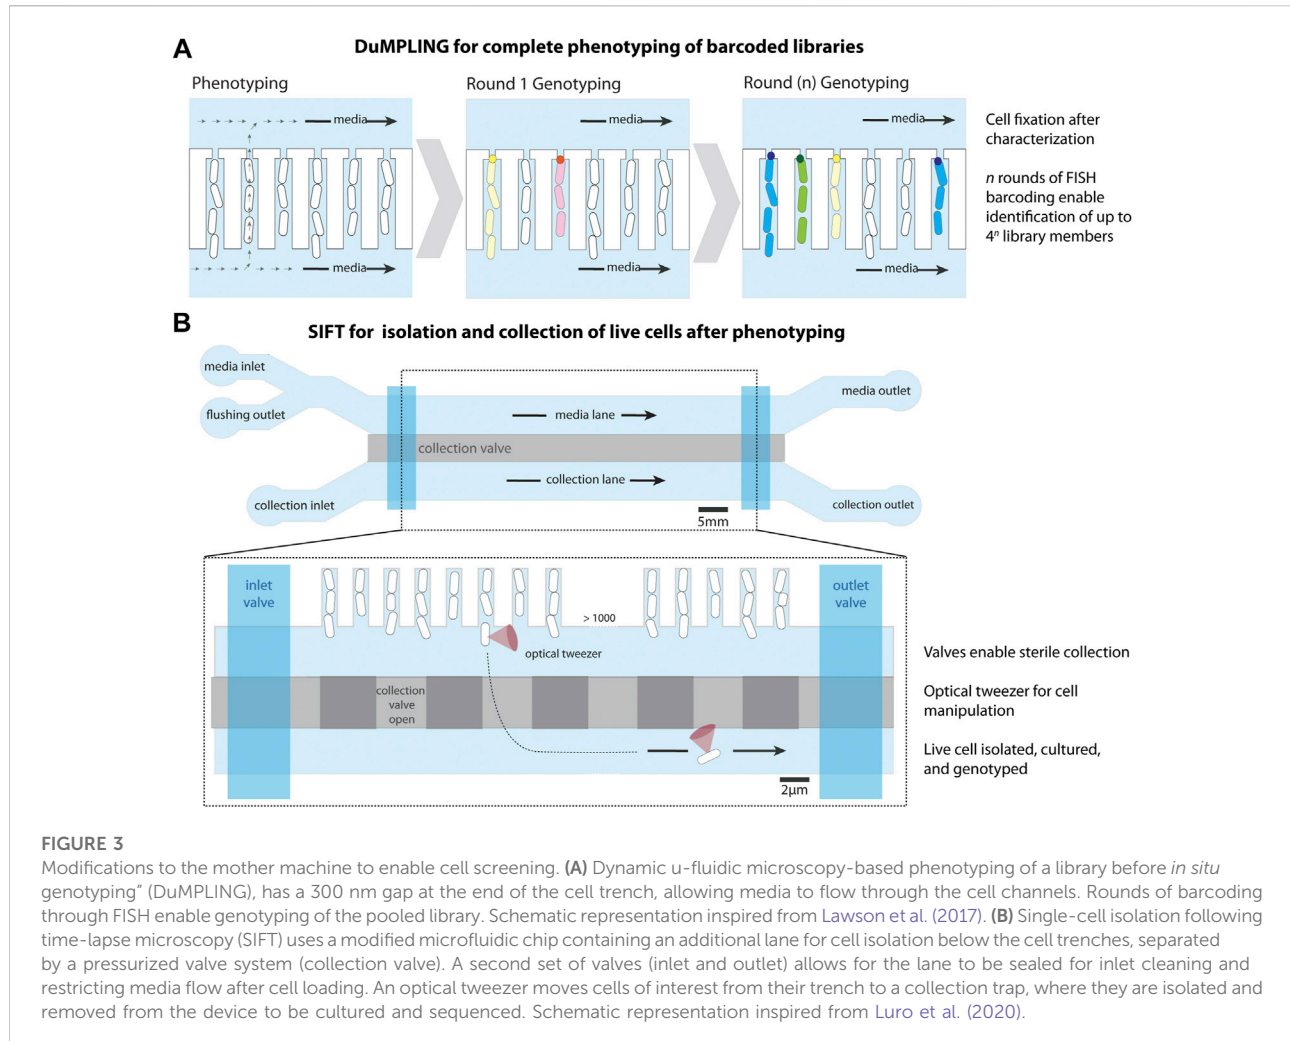 A
DuMPLING for complete phenotyping of barcoded libraries
Phenotyping
Round 1 Genotyping
Round (n) Genotyping
media
media
media
media
media
media
Cell fixation after
characterization
n rounds of FISH
barcoding enable
identification of up to
4ⁿ library members
B
SIFT for isolation and collection of live cells after phenotyping
media inlet
flushing outlet
collection inlet
media lane
collection valve
collection lane
media outlet
collection outlet
5mm
inlet
valve
> 1000
outlet
valve
optical tweezer
collection
valve
open
2μm
Valves enable sterile collection
Optical tweezer for cell
manipulation
Live cell isolated, cultured,
and genotyped
FIGURE 3
Modifications to the mother machine to enable cell screening. (A) Dynamic u-fluidic microscopy-based phenotyping of a library before in situ
genotyping” (DuMPLING), has a 300 nm gap at the end of the cell trench, allowing media to flow through the cell channels. Rounds of barcoding
through FISH enable genotyping of the pooled library. Schematic representation inspired from Lawson et al. (2017). (B) Single-cell isolation following
time-lapse microscopy (SIFT) uses a modified microfluidic chip containing an additional lane for cell isolation below the cell trenches, separated
by a pressurized valve system (collection valve). A second set of valves (inlet and outlet) allows for the lane to be sealed for inlet cleaning and
restricting media flow after cell loading. An optical tweezer moves cells of interest from their trench to a collection trap, where they are isolated and
removed from the device to be cultured and sequenced. Schematic representation inspired from Luro et al. (2020).